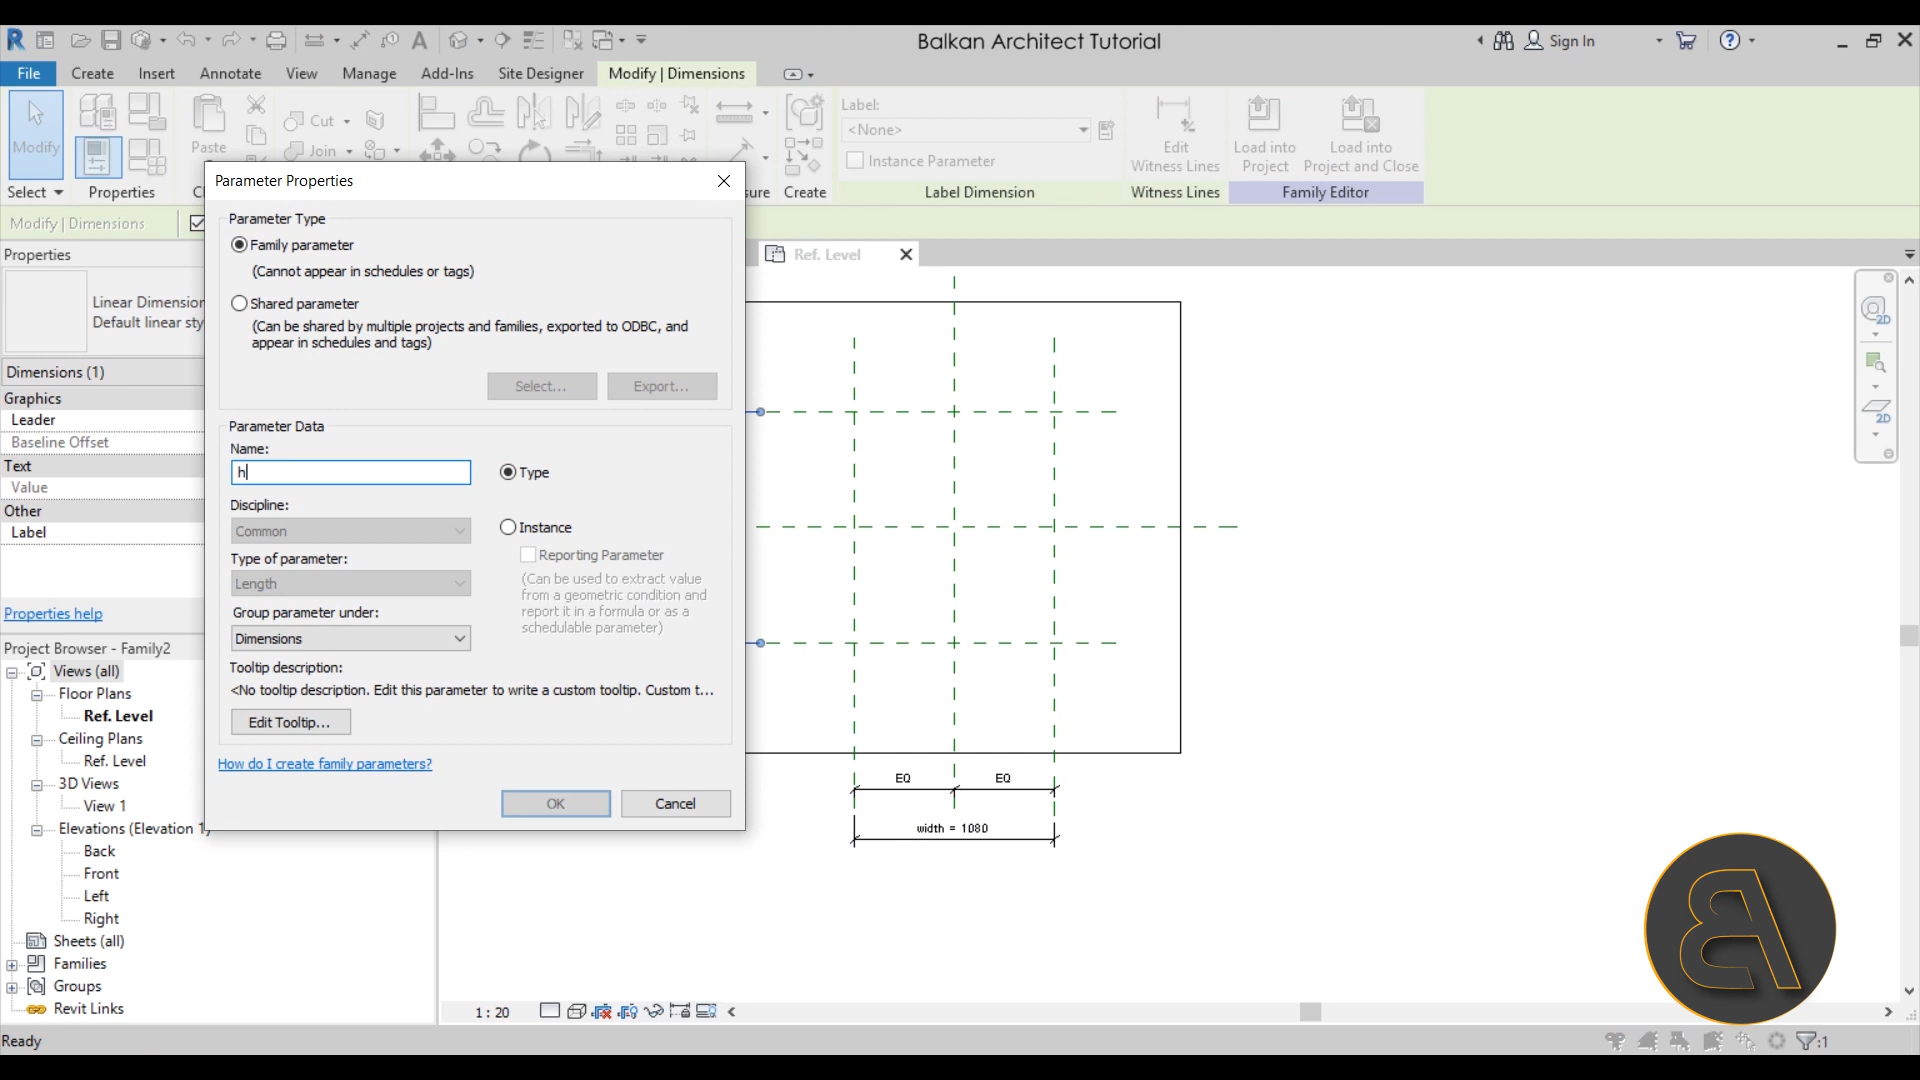 Balkan Architect Tutorial
Sign In
File
Create
Insert
Annotate
View
Manage
Add-Ins
Site Designer
Modify | Dimensions
Modify
Paste
Cut
Join
Label:
<None>
Instance Parameter
Edit
Witness Lines
Load into
Project
Load into
Project and Close
Select
Properties
Create
Label Dimension
Witness Lines
Family Editor
Modify | Dimensions
Properties
Linear Dimension
Default linear sty
Dimensions (1)
Graphics
Leader
Baseline Offset
Text
Value
Other
Label
Properties help
Project Browser - Family2
Views (all)
Floor Plans
Ref. Level
Ceiling Plans
Ref. Level
3D Views
View 1
Elevations (Elevation 1)
Back
Front
Left
Right
Sheets (all)
Families
Groups
Revit Links
Parameter Properties
Parameter Type
Family parameter
(Cannot appear in schedules or tags)
Shared parameter
(Can be shared by multiple projects and families, exported to ODBC, and
appear in schedules and tags)
Select...
Export...
Parameter Data
Name:
h
Type
Discipline:
Common
Instance
Reporting Parameter
Type of parameter:
Length
(Can be used to extract value
from a geometric condition and
report it in a formula or as a
schedulable parameter)
Group parameter under:
Dimensions
Tooltip description:
<No tooltip description. Edit this parameter to write a custom tooltip. Custom t...
Edit Tooltip...
How do I create family parameters?
OK
Cancel
Ref. Level
2D
2D
EQ
EQ
width = 1080
1 : 20
Ready
:1